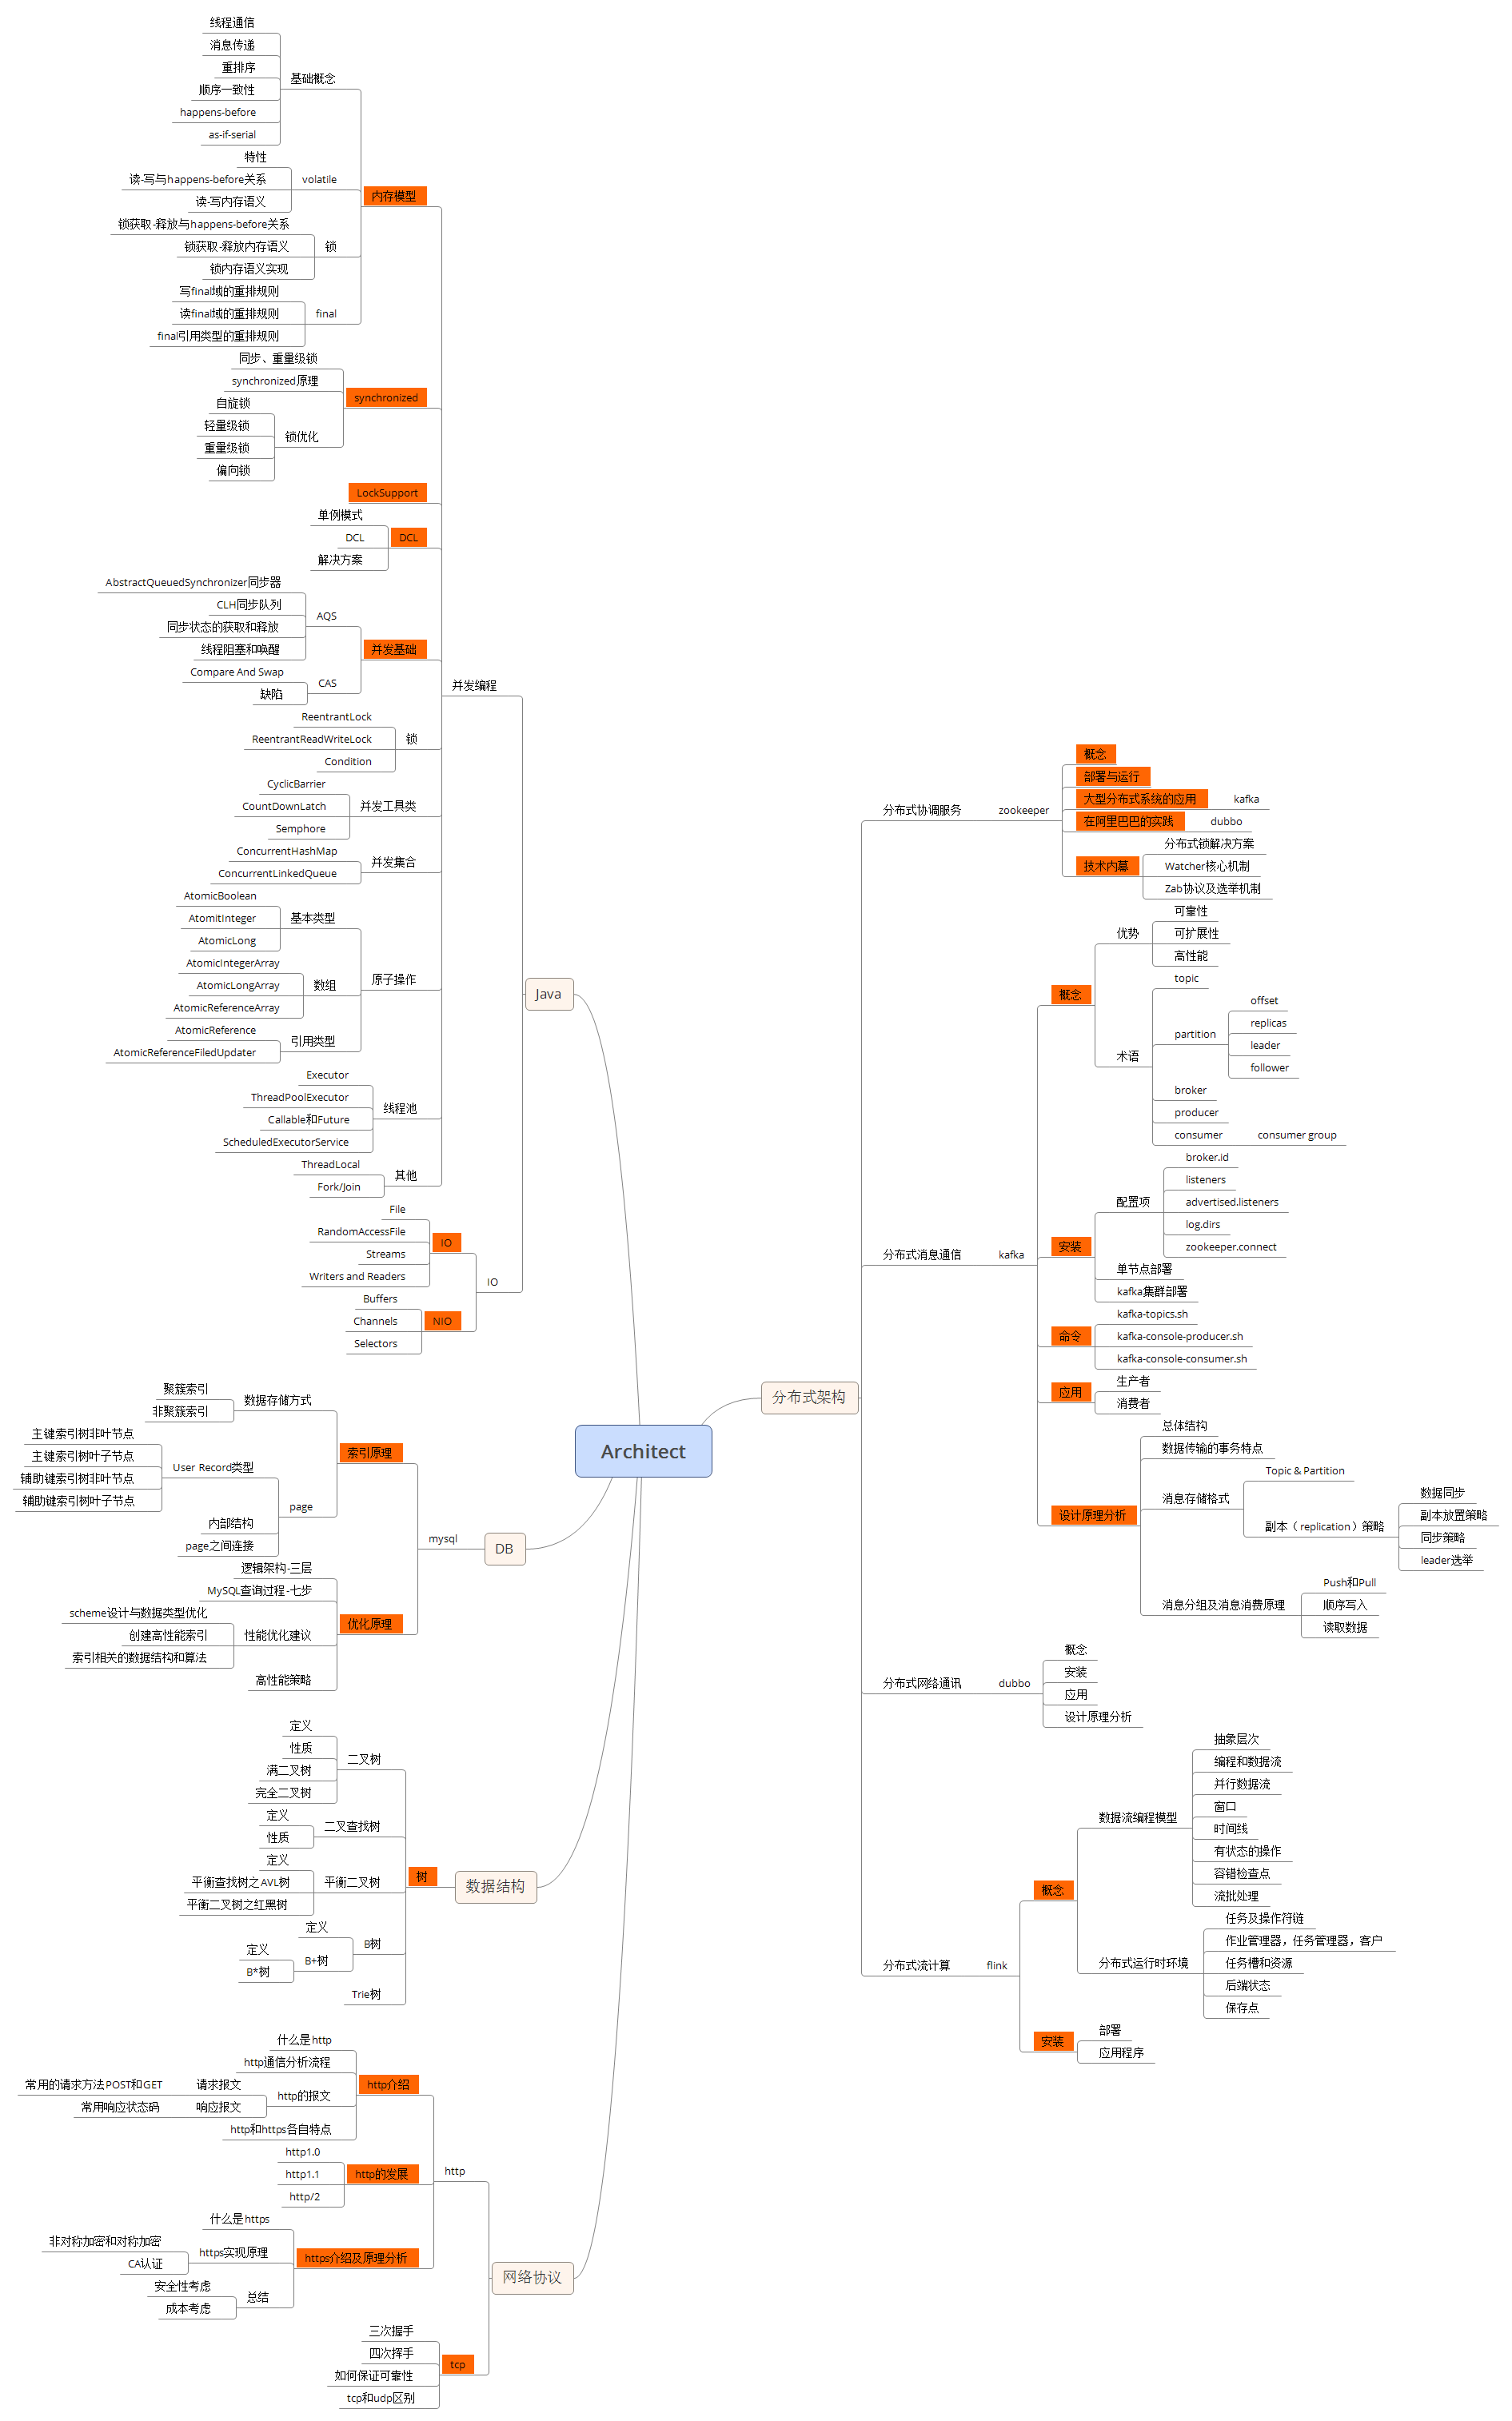 线程通信
消息传递
重排序
基础概念
顺序一致性
happens-before
as-if-serial
特性
读-写与happens-before关系
volatile
内存模型
读-写内存语义
锁获取-释放与happens-before关系
锁获取-释放内存语义
锁
锁内存语义实现
写final域的重排规则
读final域的重排规则
final
final引用类型的重排规则
同步、重量级锁
synchronized原理
synchronized
自旋锁
轻量级锁
锁优化
重量级锁
偏向锁
LockSupport
单例模式
DCL
DCL
解决方案
AbstractQueuedSynchronizer同步器
CLH同步队列
AQS
同步状态的获取和释放
线程阻塞和唤醒
并发基础
Compare And Swap
CAS
缺陷
并发编程
ReentrantLock
ReentrantReadWriteLock
锁
Condition
CyclicBarrier
CountDownLatch
并发工具类
Semphore
ConcurrentHashMap
并发集合
ConcurrentLinkedQueue
AtomicBoolean
AtomitInteger
基本类型
AtomicLong
AtomicIntegerArray
AtomicLongArray
数组
原子操作
AtomicReferenceArray
AtomicReference
引用类型
AtomicReferenceFiledUpdater
Java
Executor
ThreadPoolExecutor
线程池
Callable和Future
ScheduledExecutorService
ThreadLocal
其他
Fork/Join
File
RandomAccessFile
IO
Streams
Writers and Readers
IO
Buffers
Channels
NIO
Selectors
聚簇索引
数据存储方式
非聚簇索引
主键索引树非叶节点
索引原理
主键索引树叶子节点
User Record类型
辅助键索引树非叶节点
辅助键索引树叶子节点
page
内部结构
page之间连接
mysql
DB
逻辑架构-三层
MySQL查询过程-七步
scheme设计与数据类型优化
优化原理
创建高性能索引
性能优化建议
索引相关的数据结构和算法
高性能策略
定义
性质
二叉树
满二叉树
完全二叉树
定义
二叉查找树
性质
定义
树
平衡查找树之AVL树
平衡二叉树
数据结构
平衡二叉树之红黑树
定义
B树
定义
B+树
B*树
Trie树
什么是http
http通信分析流程
http介绍
常用的请求方法POST和GET
请求报文
http的报文
常用响应状态码
响应报文
http和https各自特点
http1.0
http1.1
http的发展
http
http/2
什么是https
非对称加密和对称加密
https实现原理
https介绍及原理分析
CA认证
安全性考虑
总结
成本考虑
网络协议
三次握手
四次挥手
tcp
如何保证可靠性
tcp和udp区别
Architect
概念
部署与运行
大型分布式系统的应用
kafka
分布式协调服务
zookeeper
在阿里巴巴的实践
dubbo
分布式锁解决方案
技术内幕
Watcher核心机制
Zab协议及选举机制
可靠性
优势
可扩展性
高性能
topic
概念
offset
replicas
partition
leader
术语
follower
broker
producer
consumer
consumer group
broker.id
listeners
配置项
advertised.listeners
log.dirs
安装
zookeeper.connect
分布式消息通信
kafka
单节点部署
kafka集群部署
kafka-topics.sh
命令
kafka-console-producer.sh
kafka-console-consumer.sh
生产者
应用
消费者
分布式架构
总体结构
数据传输的事务特点
Topic & Partition
消息存储格式
数据同步
设计原理分析
副本放置策略
副本（replication）策略
同步策略
leader选举
Push和Pull
消息分组及消息消费原理
顺序写入
读取数据
概念
安装
分布式网络通讯
dubbo
应用
设计原理分析
抽象层次
编程和数据流
并行数据流
窗口
数据流编程模型
时间线
有状态的操作
容错检查点
概念
流批处理
任务及操作符链
作业管理器，任务管理器，客户
分布式运行时环境
任务槽和资源
分布式流计算
flink
后端状态
保存点
部署
安装
应用程序